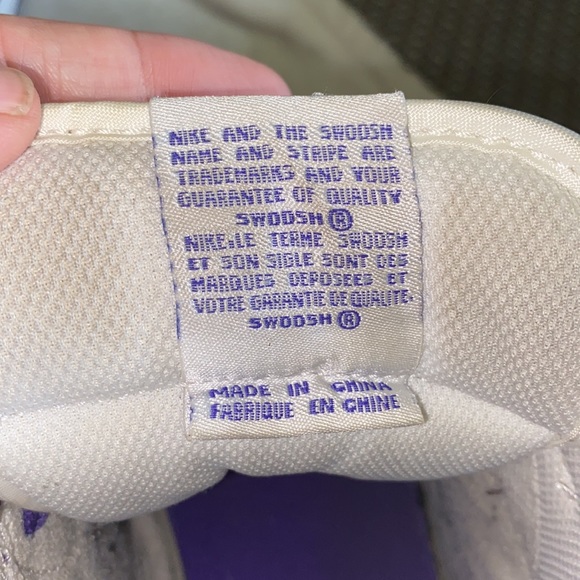 NIKE AND THE SWOOSH
NAME AND STRIPE ARE
TRADEMARKS AND YOUR
GUARANTEE OF QUALITY
SWOOSH ®
NIKE:LE TERME SWOOSH
ET SON SIGLE SONT DES
MARQUES DEPOSEES ET
VOTRE GARANTIE DE QUALITE.
SWOOSH ®
MADE IN CHINA
FABRIQUE EN CHINE